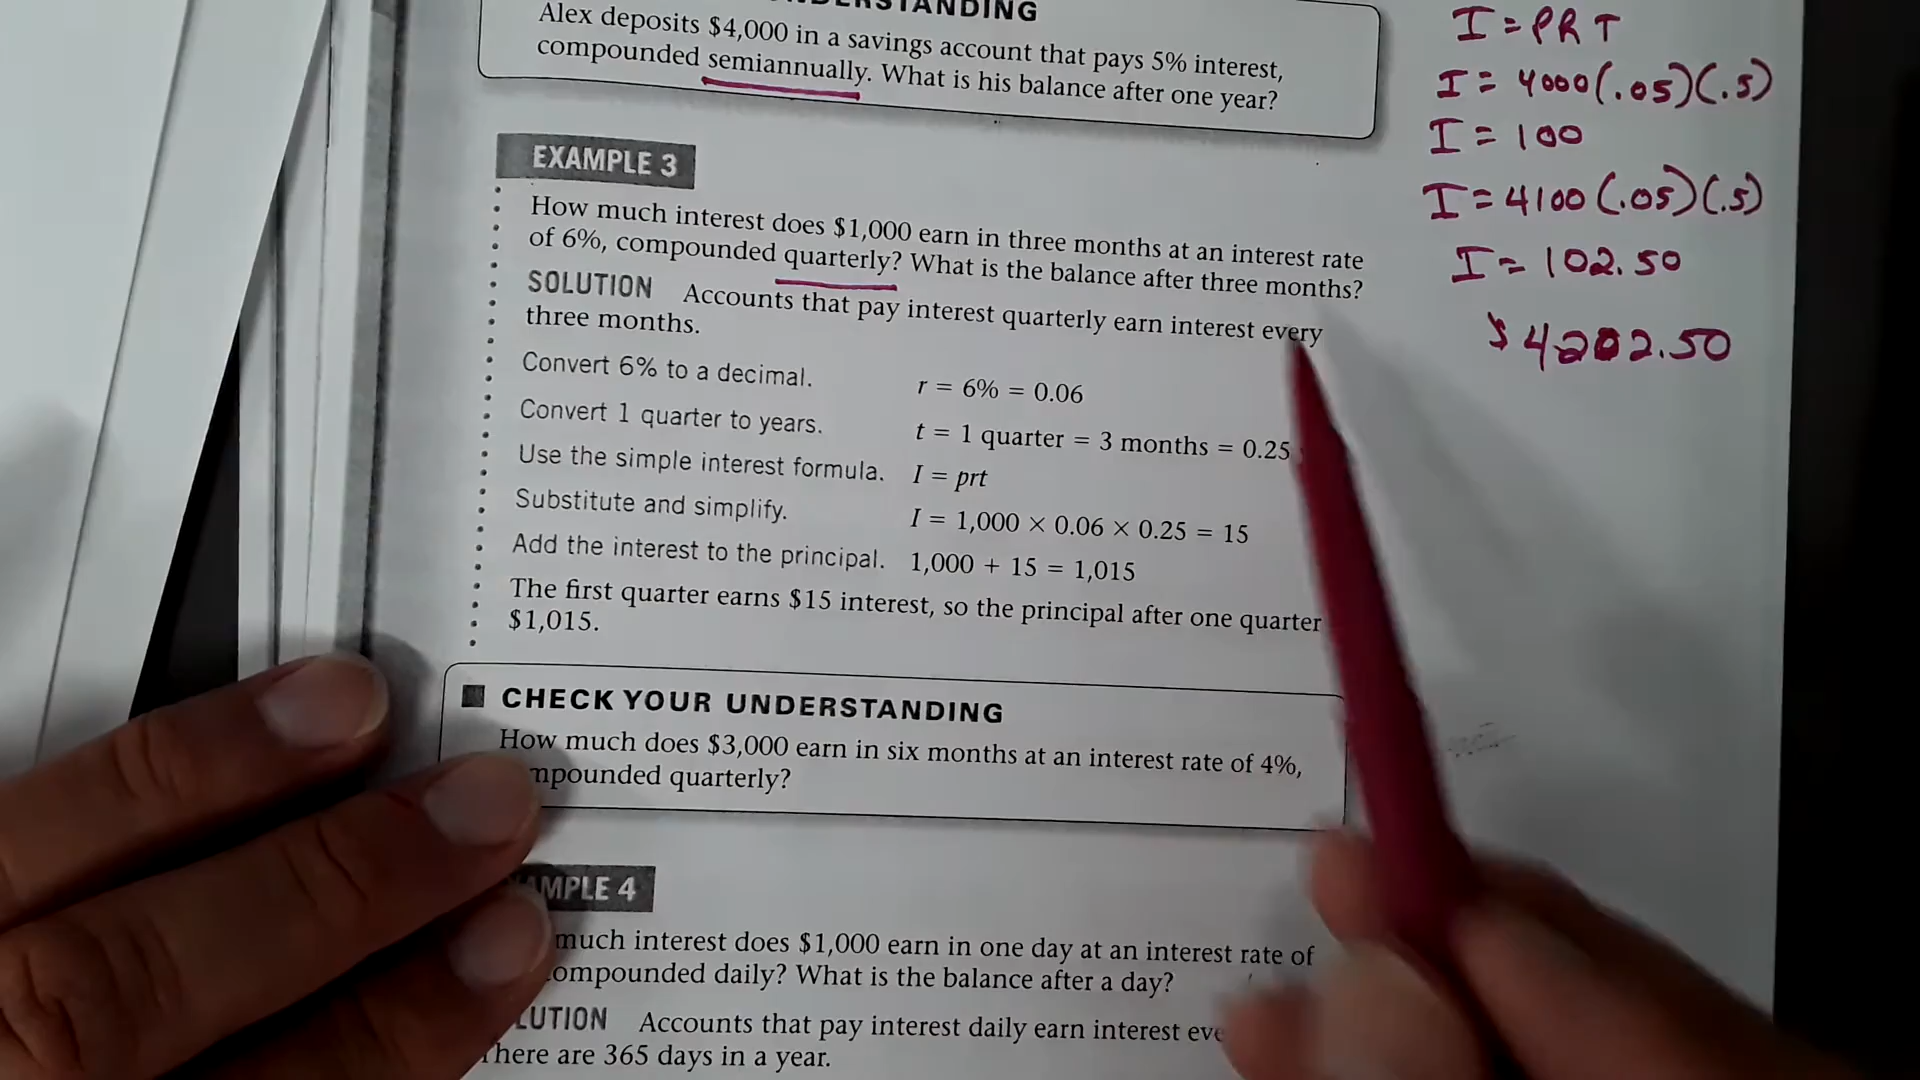 UNDERSTANDING
Alex deposits $4,000 in a savings account that pays 5% interest,
compounded semiannually. What is his balance after one year?
EXAMPLE 3
How much interest does $1,000 earn in three months at an interest rate
of 6%, compounded quarterly? What is the balance after three months?
SOLUTION Accounts that pay interest quarterly earn interest every
three months.
Convert 6% to a decimal. r = 6% = 0.06
Convert 1 quarter to years. t = 1 quarter = 3 months = 0.25
Use the simple interest formula. I = prt
Substitute and simplify. I = 1,000 × 0.06 × 0.25 = 15
Add the interest to the principal. 1,000 + 15 = 1,015
The first quarter earns $15 interest, so the principal after one quarter
$1,015.
CHECK YOUR UNDERSTANDING
How much does $3,000 earn in six months at an interest rate of 4%,
mpounded quarterly?
AMPLE 4
much interest does $1,000 earn in one day at an interest rate of
ompounded daily? What is the balance after a day?
LUTION Accounts that pay interest daily earn interest eve
There are 365 days in a year.
I = PRT
I = 4000(.05)(.5)
I = 100
I = 4100(.05)(.5)
I = 102.50
$4202.50